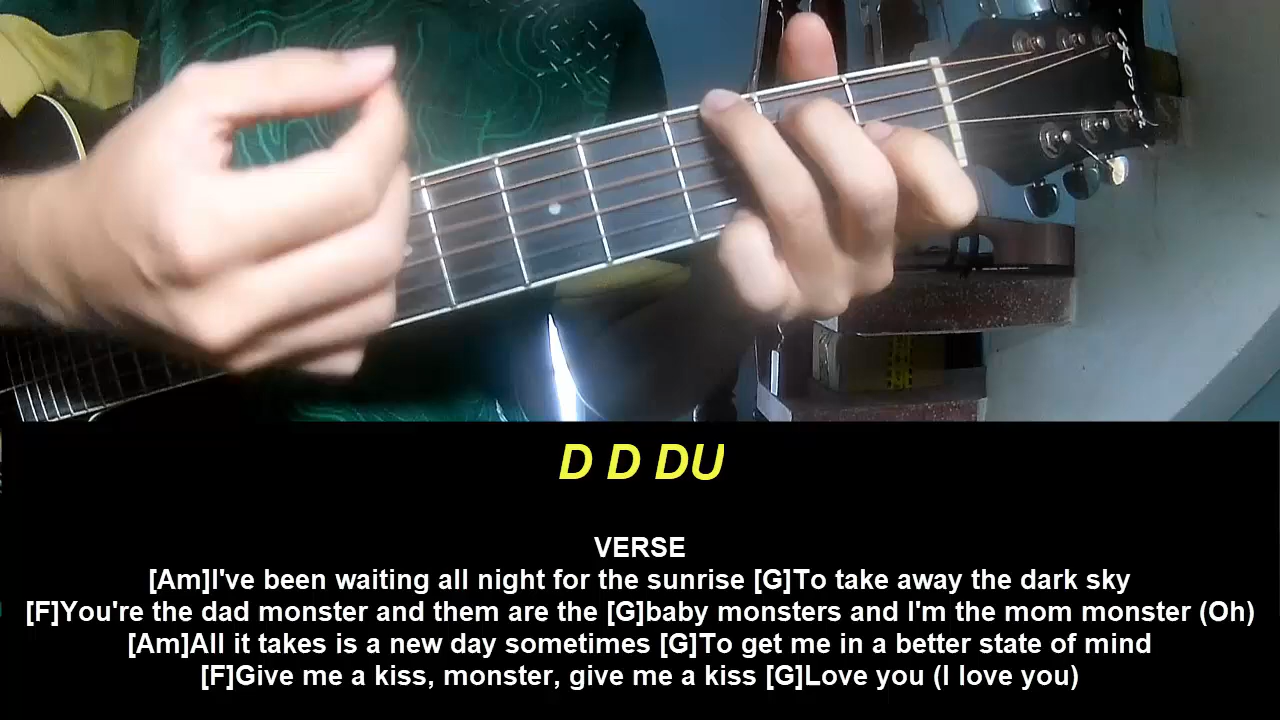 D D DU
VERSE
[Am]I've been waiting all night for the sunrise [G]To take away the dark sky
[F]You're the dad monster and them are the [G]baby monsters and I'm the mom monster (Oh)
[Am]All it takes is a new day sometimes [G]To get me in a better state of mind
[F]Give me a kiss, monster, give me a kiss [G]Love you (I love you)